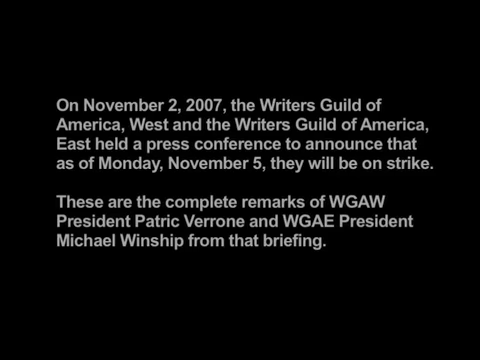 On November 2, 2007, the Writers Guild of
America, West and the Writers Guild of America,
East held a press conference to announce that
as of Monday, November 5, they will be on strike.
These are the complete remarks of WGAW
President Patric Verrone and WGAE President
Michael Winship from that briefing.